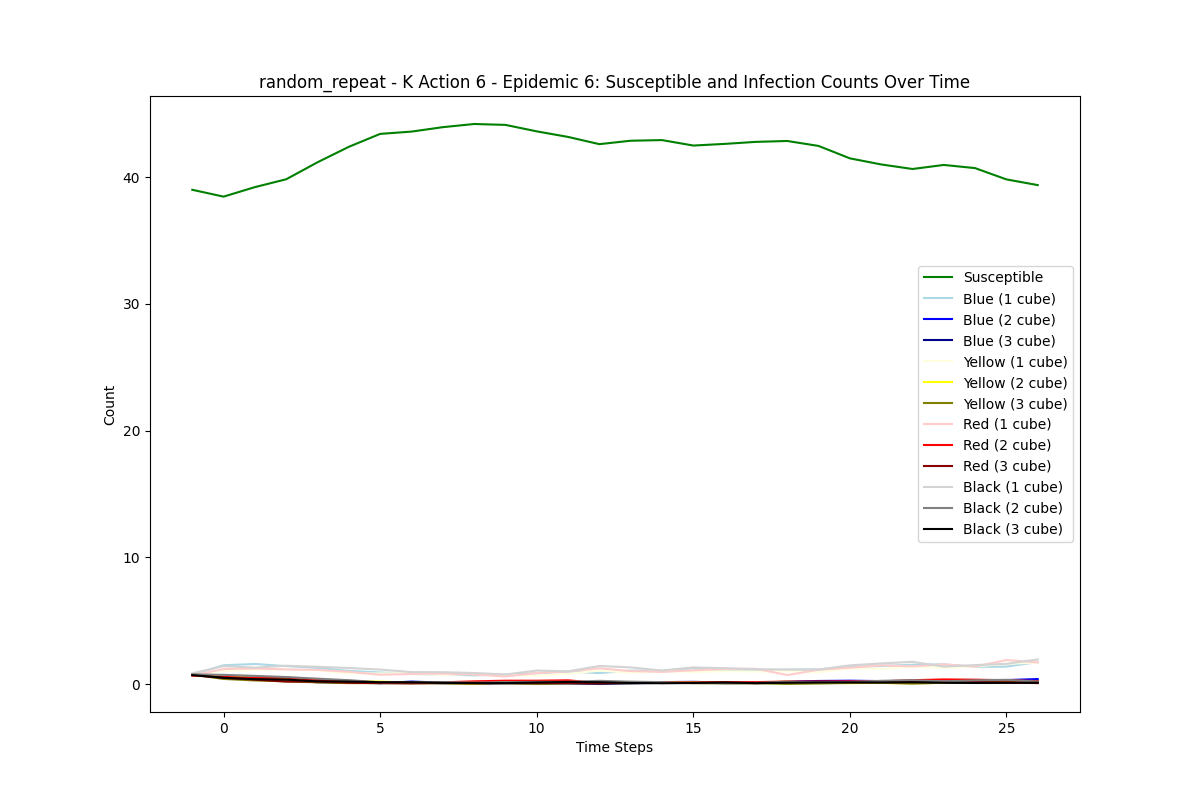 random_repeat - K Action 6 - Epidemic 6: Susceptible and Infection Counts Over Time
Count
40
30
20
10
0
Susceptible
Blue (1 cube)
Blue (2 cube)
Blue (3 cube)
Yellow (1 cube)
Yellow (2 cube)
Yellow (3 cube)
Red (1 cube)
Red (2 cube)
Red (3 cube)
Black (1 cube)
Black (2 cube)
Black (3 cube)
0 5 10 15 20 25
Time Steps